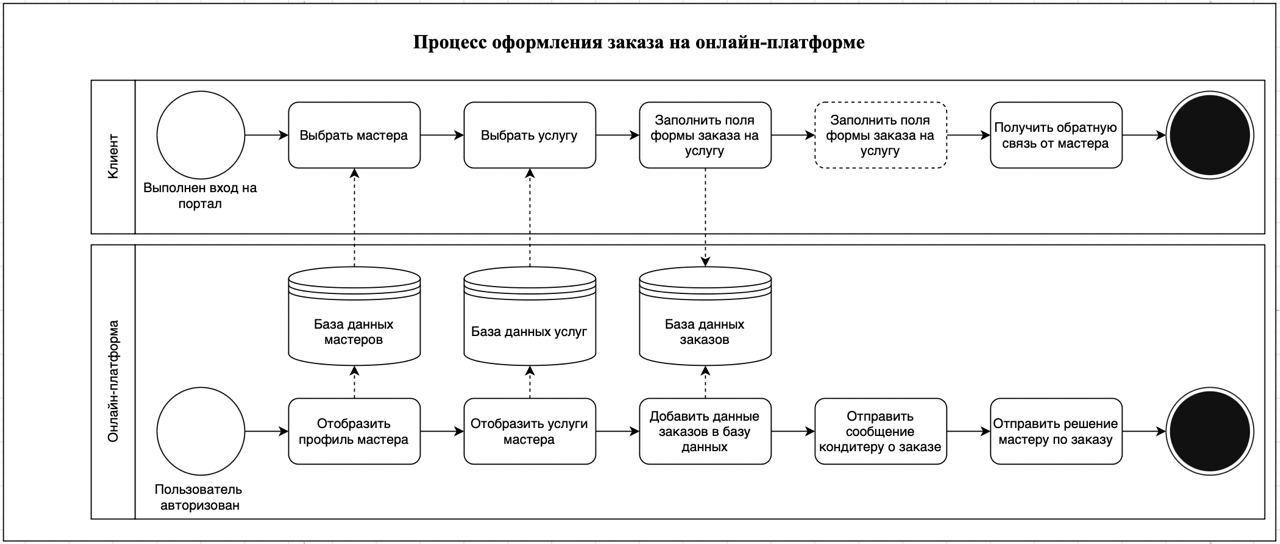 Процесс оформления заказа на онлайн-платформе
Клиент
Выполнен вход на
портал
Выбрать мастера
Выбрать услугу
Заполнить поля
формы заказа на
услугу
Заполнить поля
формы заказа на
услугу
Получить обратную
связь от мастера
Онлайн-платформа
База данных
мастеров
База данных услуг
База данных
заказов
Пользователь
авторизован
Отобразить
профиль мастера
Отобразить услуги
мастера
Добавить данные
заказов в базу
данных
Отправить
сообщение
кондитеру о заказе
Отправить решение
мастеру по заказу